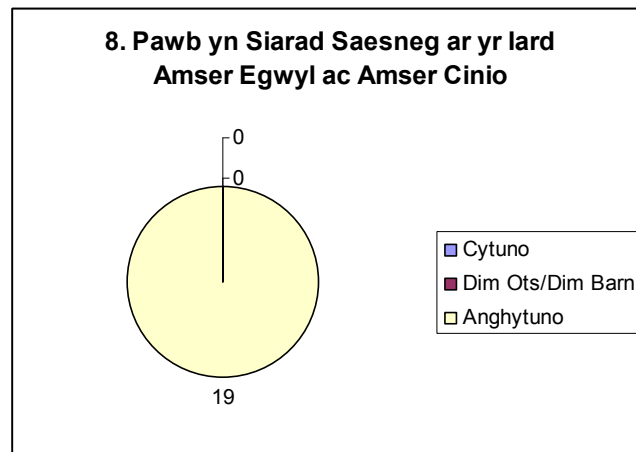 8. Pawb yn Siarad Saesneg ar yr Iard
Amser Egwyl ac Amser Cinio
0
0
Cytuno
Dim Ots/Dim Barn
Anghytuno
19